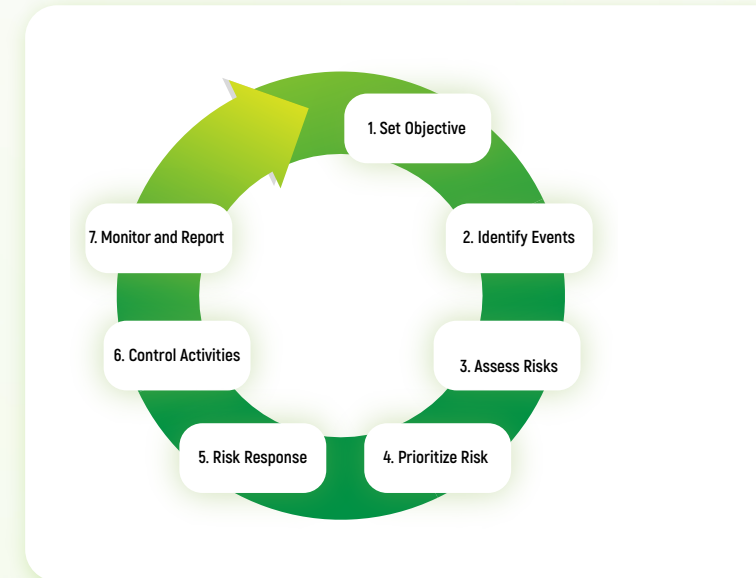 1. Set Objective
2. Identify Events
3. Assess Risks
4. Prioritize Risk
5. Risk Response
6. Control Activities
7. Monitor and Report